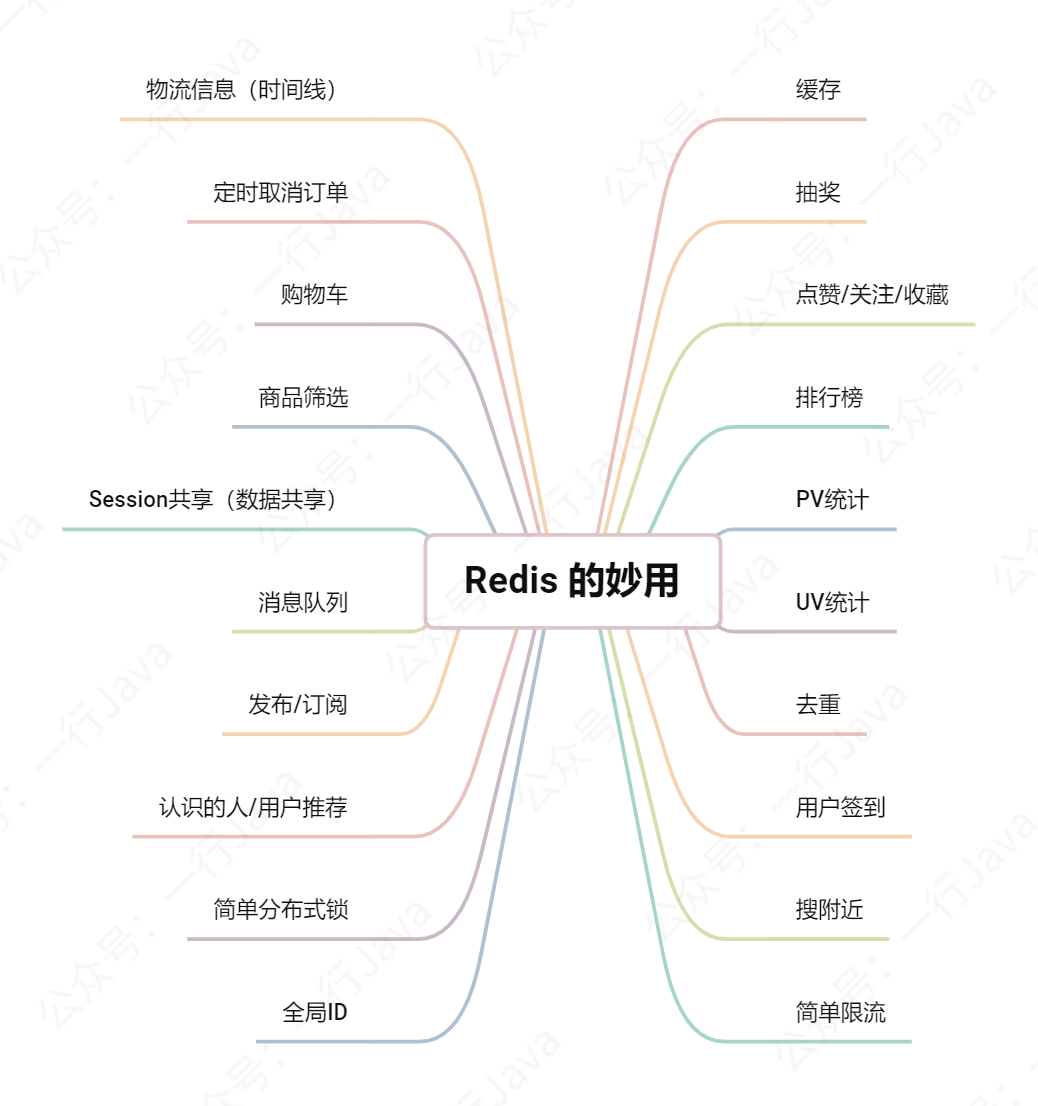 Redis 的妙用
缓存
抽奖
点赞/关注/收藏
排行榜
PV统计
UV统计
去重
用户签到
搜附近
简单限流
物流信息（时间线）
定时取消订单
购物车
商品筛选
Session共享（数据共享）
消息队列
发布/订阅
认识的人/用户推荐
简单分布式锁
全局ID
公众号：一行Java